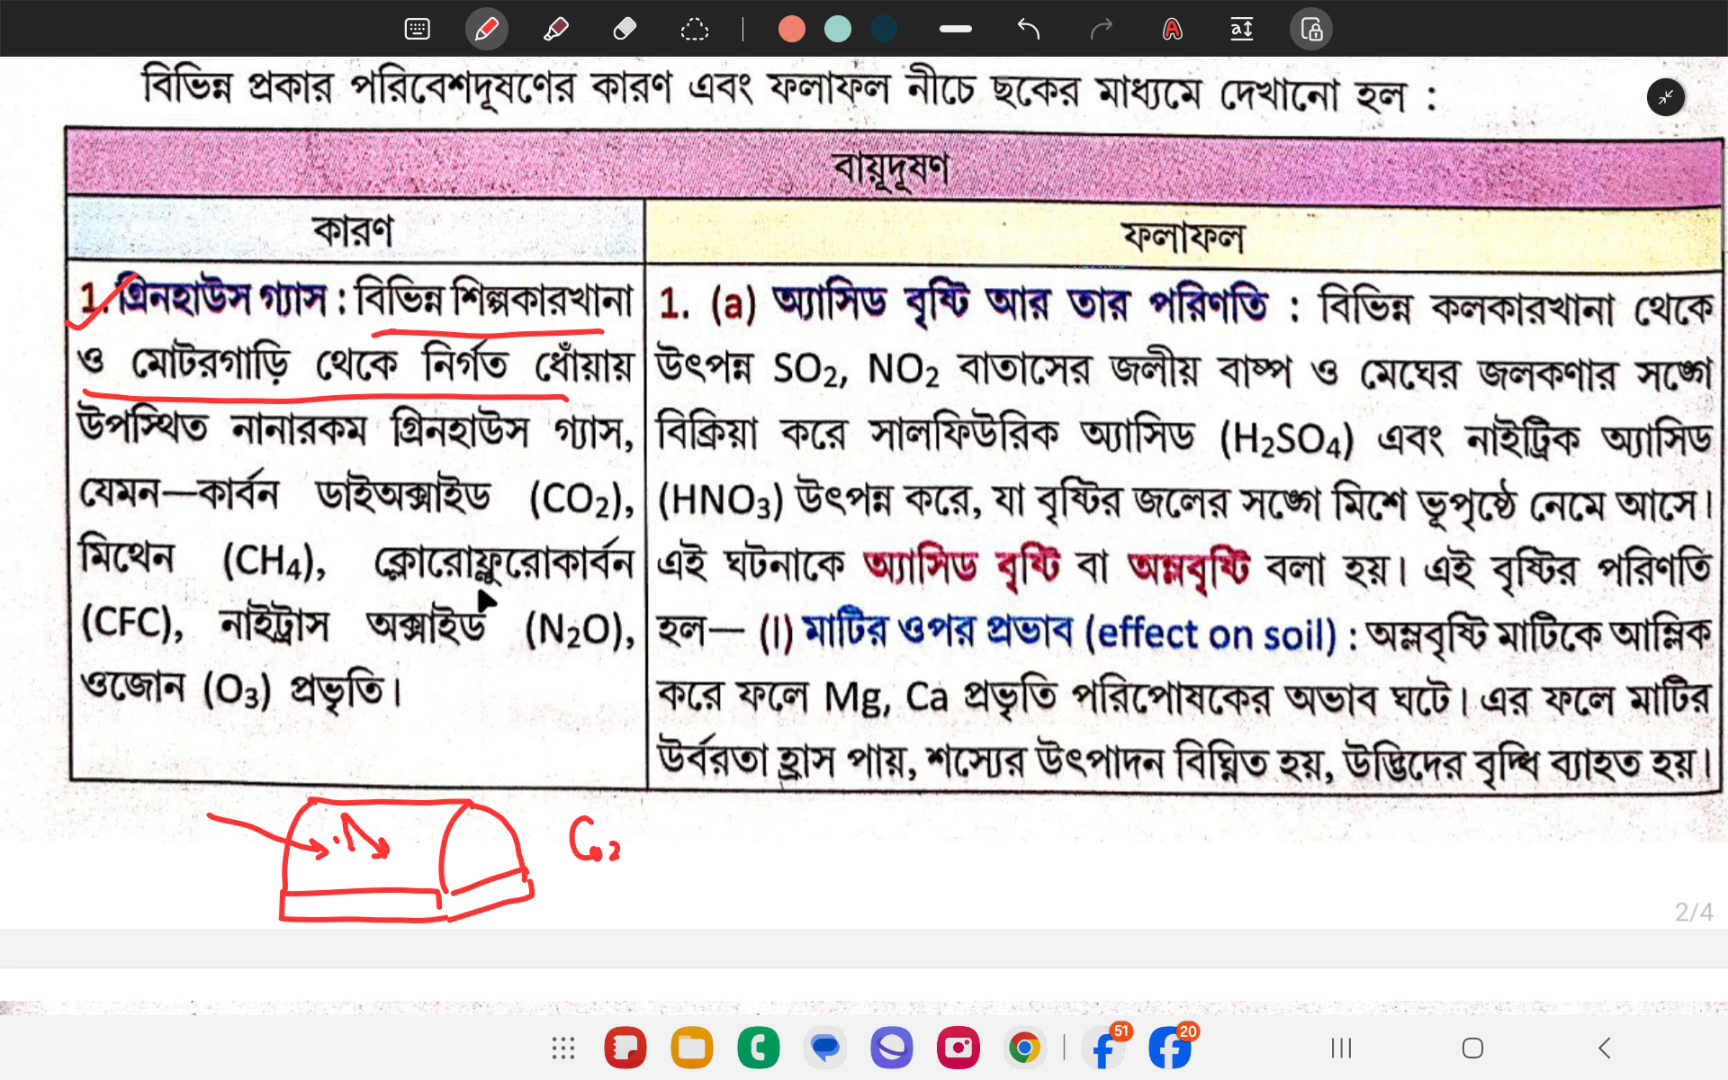 বিভিন্ন প্রকার পরিবেশদূষণের কারণ এবং ফলাফল নীচে ছকের মাধ্যমে দেখানো হল :
বায়ূদূষণ
কারণ
1. গ্রিনহাউস গ্যাস : বিভিন্ন শিল্পকারখানা
ও মোটরগাড়ি থেকে নির্গত ধোঁয়ায়
উপস্থিত নানারকম গ্রিনহাউস গ্যাস,
যেমন—কার্বন ডাইঅক্সাইড (CO₂),
মিথেন (CH₄), ক্লোরোফ্লুরোকার্বন
(CFC), নাইট্রাস অক্সাইড (N₂O),
ওজোন (O₃) প্রভৃতি।
ফলাফল
1. (a) অ্যাসিড বৃষ্টি আর তার পরিণতি : বিভিন্ন কলকারখানা থেকে
উৎপন্ন SO₂, NO₂ বাতাসের জলীয় বাষ্প ও মেঘের জলকণার সঙ্গে
বিক্রিয়া করে সালফিউরিক অ্যাসিড (H₂SO₄) এবং নাইট্রিক অ্যাসিড
(HNO₃) উৎপন্ন করে, যা বৃষ্টির জলের সঙ্গে মিশে ভূপৃষ্ঠে নেমে আসে।
এই ঘটনাকে অ্যাসিড বৃষ্টি বা অম্লবৃষ্টি বলা হয়। এই বৃষ্টির পরিণতি
হল— (I) মাটির ওপর প্রভাব (effect on soil) : অম্লবৃষ্টি মাটিকে আম্লিক
করে ফলে Mg, Ca প্রভৃতি পরিপোষকের অভাব ঘটে। এর ফলে মাটির
উর্বরতা হ্রাস পায়, শস্যের উৎপাদন বিঘ্নিত হয়, উদ্ভিদের বৃদ্ধি ব্যাহত হয়।
Co₂
2/4
51
20